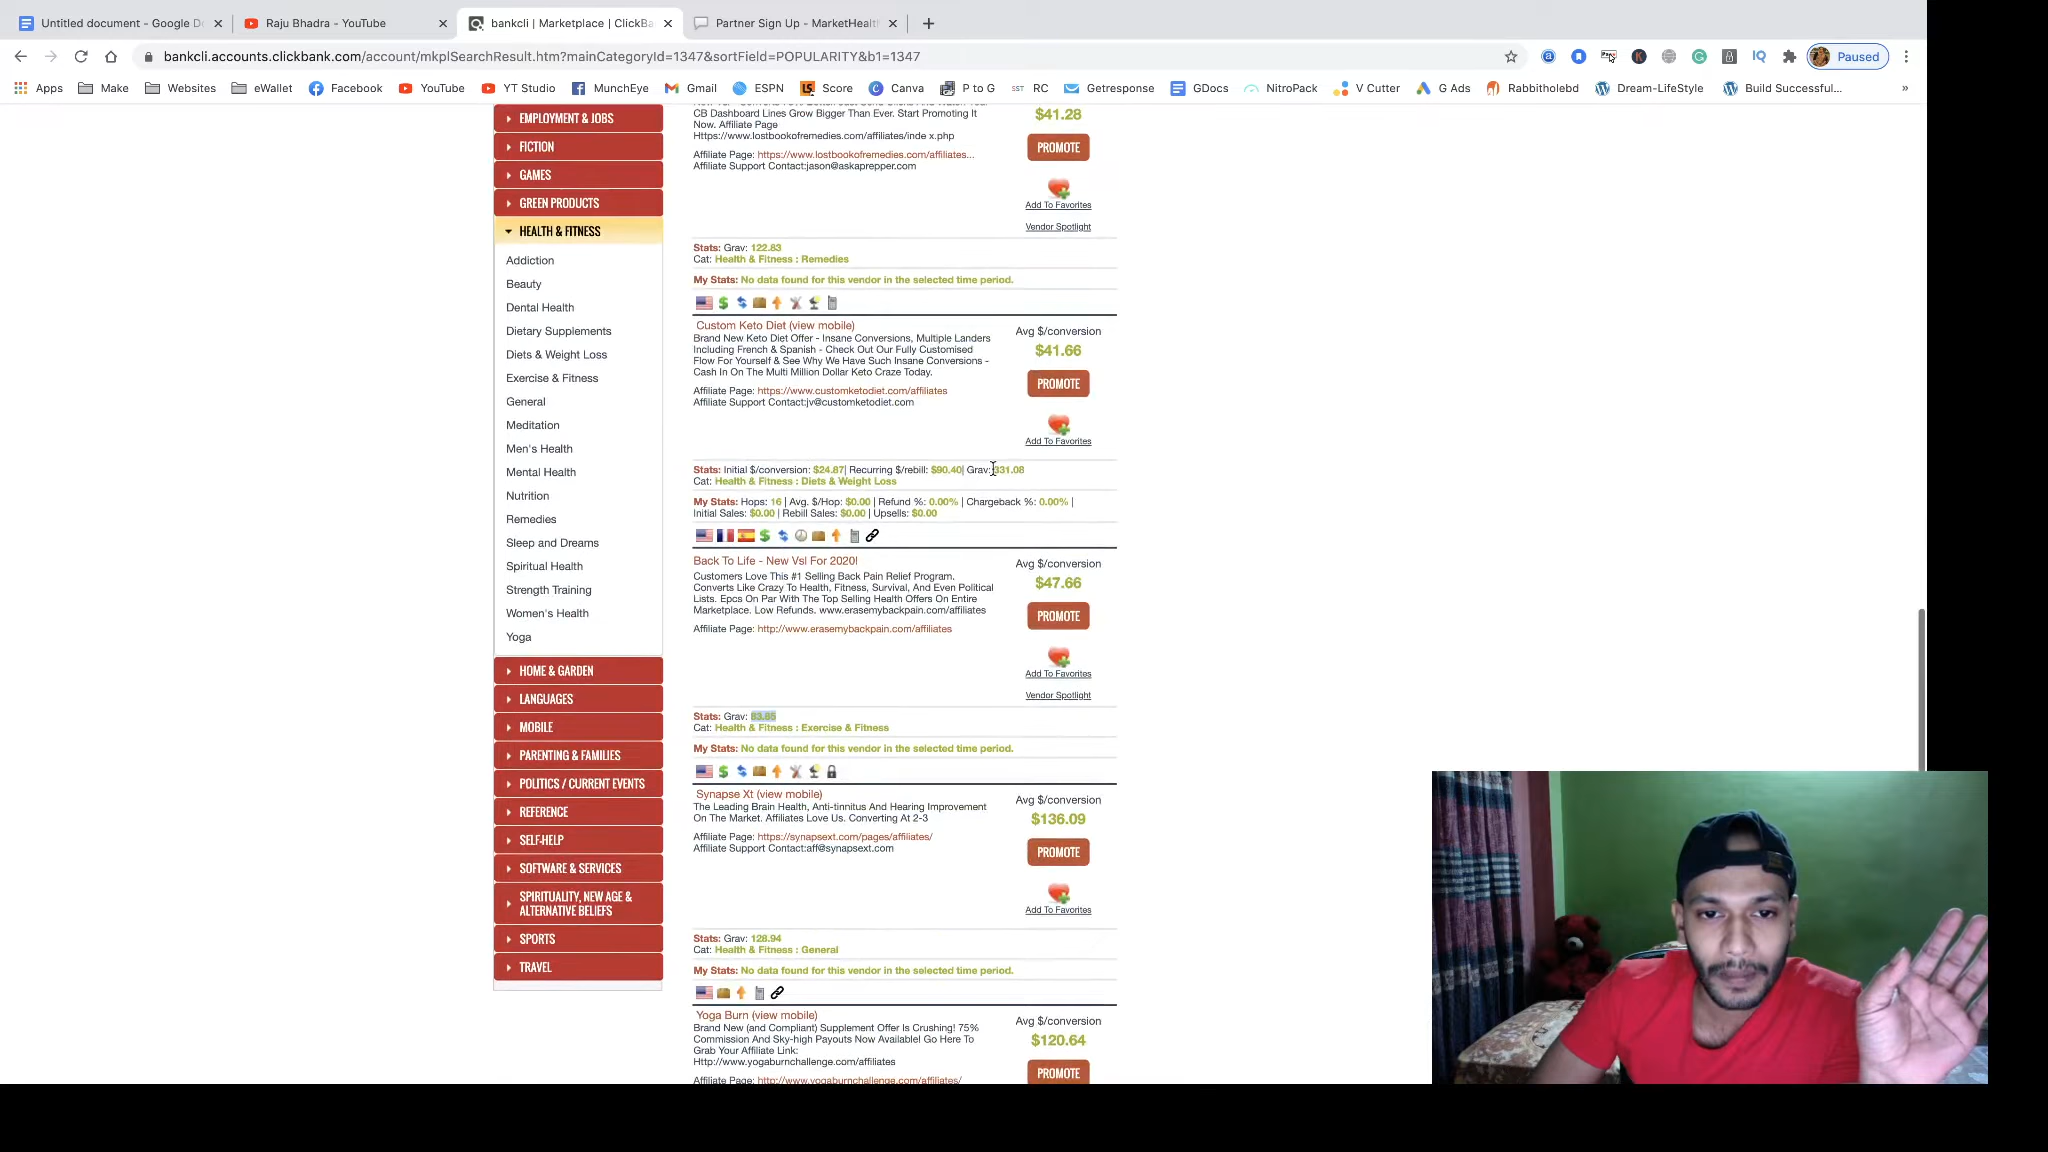 Untitled document - Google D
Raju Bhadra - YouTube
bankcli | Marketplace | ClickBa
Partner Sign Up - MarketHealth
bankcli.accounts.clickbank.com/account/mkplSearchResult.htm?mainCategoryId=1347&sortField=POPULARITY&b1=1347
Paused
Apps
Make
Websites
eWallet
Facebook
YouTube
YT Studio
MunchEye
Gmail
ESPN
Score
Canva
P to G
RC
Getresponse
GDocs
NitroPack
V Cutter
G Ads
Rabbitholebd
Dream-LifeStyle
Build Successful...
»
EMPLOYMENT & JOBS
FICTION
GAMES
GREEN PRODUCTS
HEALTH & FITNESS
Addiction
Beauty
Dental Health
Dietary Supplements
Diets & Weight Loss
Exercise & Fitness
General
Meditation
Men's Health
Mental Health
Nutrition
Remedies
Sleep and Dreams
Spiritual Health
Strength Training
Women's Health
Yoga
HOME & GARDEN
LANGUAGES
MOBILE
PARENTING & FAMILIES
POLITICS / CURRENT EVENTS
REFERENCE
SELF-HELP
SOFTWARE & SERVICES
SPIRITUALITY, NEW AGE &
ALTERNATIVE BELIEFS
SPORTS
TRAVEL
CB Dashboard Lines Grow Bigger Than Ever. Start Promoting It
Now. Affiliate Page
Https://www.lostbookofremedies.com/affiliates/inde x.php
Affiliate Page: https://www.lostbookofremedies.com/affiliates...
Affiliate Support Contact:jason@askaprepper.com
$41.28
PROMOTE
Add To Favorites
Vendor Spotlight
Stats: Grav: 122.83
Cat: Health & Fitness : Remedies
My Stats: No data found for this vendor in the selected time period.
Custom Keto Diet (view mobile)
Brand New Keto Diet Offer - Insane Conversions, Multiple Landers
Including French & Spanish - Check Out Our Fully Customised
Flow For Yourself & See Why We Have Such Insane Conversions -
Cash In On The Multi Million Dollar Keto Craze Today.
Affiliate Page: https://www.customketodiet.com/affiliates
Affiliate Support Contact:jv@customketodiet.com
Avg $/conversion
$41.66
PROMOTE
Add To Favorites
Stats: Initial $/conversion: $24.87| Recurring $/rebill: $90.40| Grav: 331.08
Cat: Health & Fitness : Diets & Weight Loss
My Stats: Hops: 16 | Avg. $/Hop: $0.00 | Refund %: 0.00% | Chargeback %: 0.00% |
Initial Sales: $0.00 | Rebill Sales: $0.00 | Upsells: $0.00
Back To Life - New Vsl For 2020!
Customers Love This #1 Selling Back Pain Relief Program.
Converts Like Crazy To Health, Fitness, Survival, And Even Political
Lists. Epcs On Par With The Top Selling Health Offers On Entire
Marketplace. Low Refunds. www.erasemybackpain.com/affiliates
Affiliate Page: http://www.erasemybackpain.com/affiliates
Avg $/conversion
$47.66
PROMOTE
Add To Favorites
Vendor Spotlight
Stats: Grav:
Cat: Health & Fitness : Exercise & Fitness
My Stats: No data found for this vendor in the selected time period.
Synapse Xt (view mobile)
The Leading Brain Health, Anti-tinnitus And Hearing Improvement
On The Market. Affiliates Love Us. Converting At 2-3
Affiliate Page: https://synapsext.com/pages/affiliates/
Affiliate Support Contact:aff@synapsext.com
Avg $/conversion
$136.09
PROMOTE
Add To Favorites
Stats: Grav: 128.94
Cat: Health & Fitness : General
My Stats: No data found for this vendor in the selected time period.
Yoga Burn (view mobile)
Brand New (and Compliant) Supplement Offer Is Crushing! 75%
Commission And Sky-high Payouts Now Available! Go Here To
Grab Your Affiliate Link:
Http://www.yogaburnchallenge.com/affiliates
Affiliate Page: http://www.yogaburnchallenge.com/affiliates/
Avg $/conversion
$120.64
PROMOTE